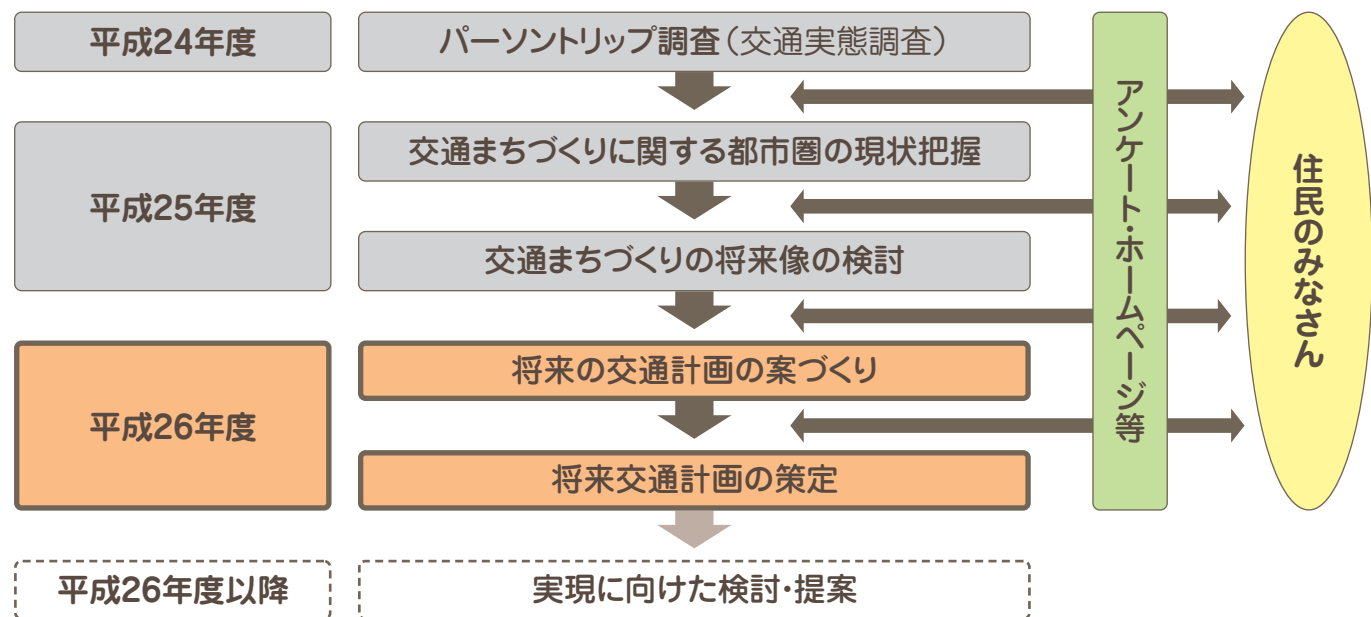 平成24年度
パーソントリップ調査（交通実態調査）
平成25年度
交通まちづくりに関する都市圏の現状把握
交通まちづくりの将来像の検討
平成26年度
将来の交通計画の案づくり
将来交通計画の策定
平成26年度以降
実現に向けた検討・提案
アンケート・ホームページ等
住民のみなさん